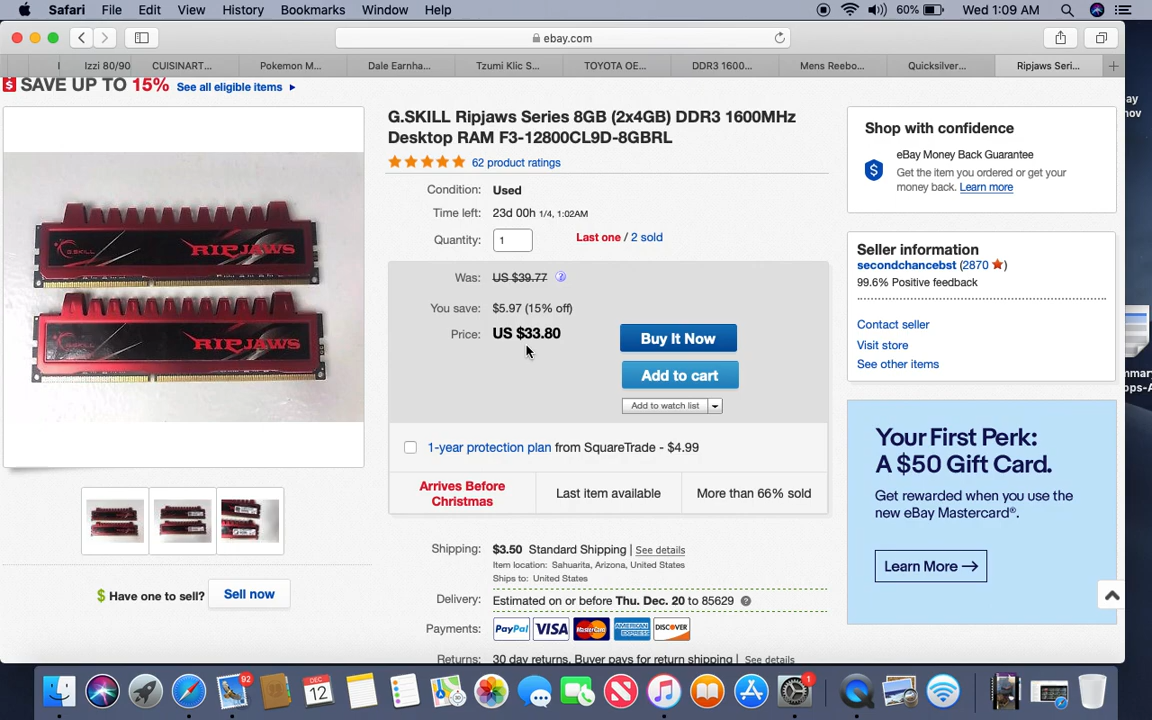 Safari File Edit View History Bookmarks Window Help 60% Wed 1:09 AM
ebay.com
I Izzi 80/90 CUISINART... Pokemon M... Dale Earnha... Tzumi Klic S... TOYOTA OE... DDR3 1600... Mens Reebo... Quicksilver... Ripjaws Seri...
$ SAVE UP TO 15% See all eligible items ▸
RIPJAWS
RIPJAWS
$ Have one to sell? Sell now
G.SKILL Ripjaws Series 8GB (2x4GB) DDR3 1600MHz
Desktop RAM F3-12800CL9D-8GBRL
62 product ratings
Condition: Used
Time left: 23d 00h 1/4, 1:02AM
Quantity: 1 Last one / 2 sold
Was: US $39.77 ?
You save: $5.97 (15% off)
Price: US $33.80
Buy It Now
Add to cart
Add to watch list
1-year protection plan from SquareTrade - $4.99
Arrives Before
Christmas
Last item available
More than 66% sold
Shipping: $3.50 Standard Shipping | See details
Item location: Sahuarita, Arizona, United States
Ships to: United States
Delivery: Estimated on or before Thu. Dec. 20 to 85629 ?
Payments: PayPal VISA MasterCard AMERICAN EXPRESS DISCOVER
Returns: 30 day returns. Buyer pays for return shipping | See details
Shop with confidence
eBay Money Back Guarantee
Get the item you ordered or get your
money back. Learn more
Seller information
secondchancebst (2870 ★)
99.6% Positive feedback
Contact seller
Visit store
See other items
Your First Perk:
A $50 Gift Card.
Get rewarded when you use the
new eBay Mastercard®.
Learn More →
ay
nov
nmar
ops-A
92
DEC
12
1